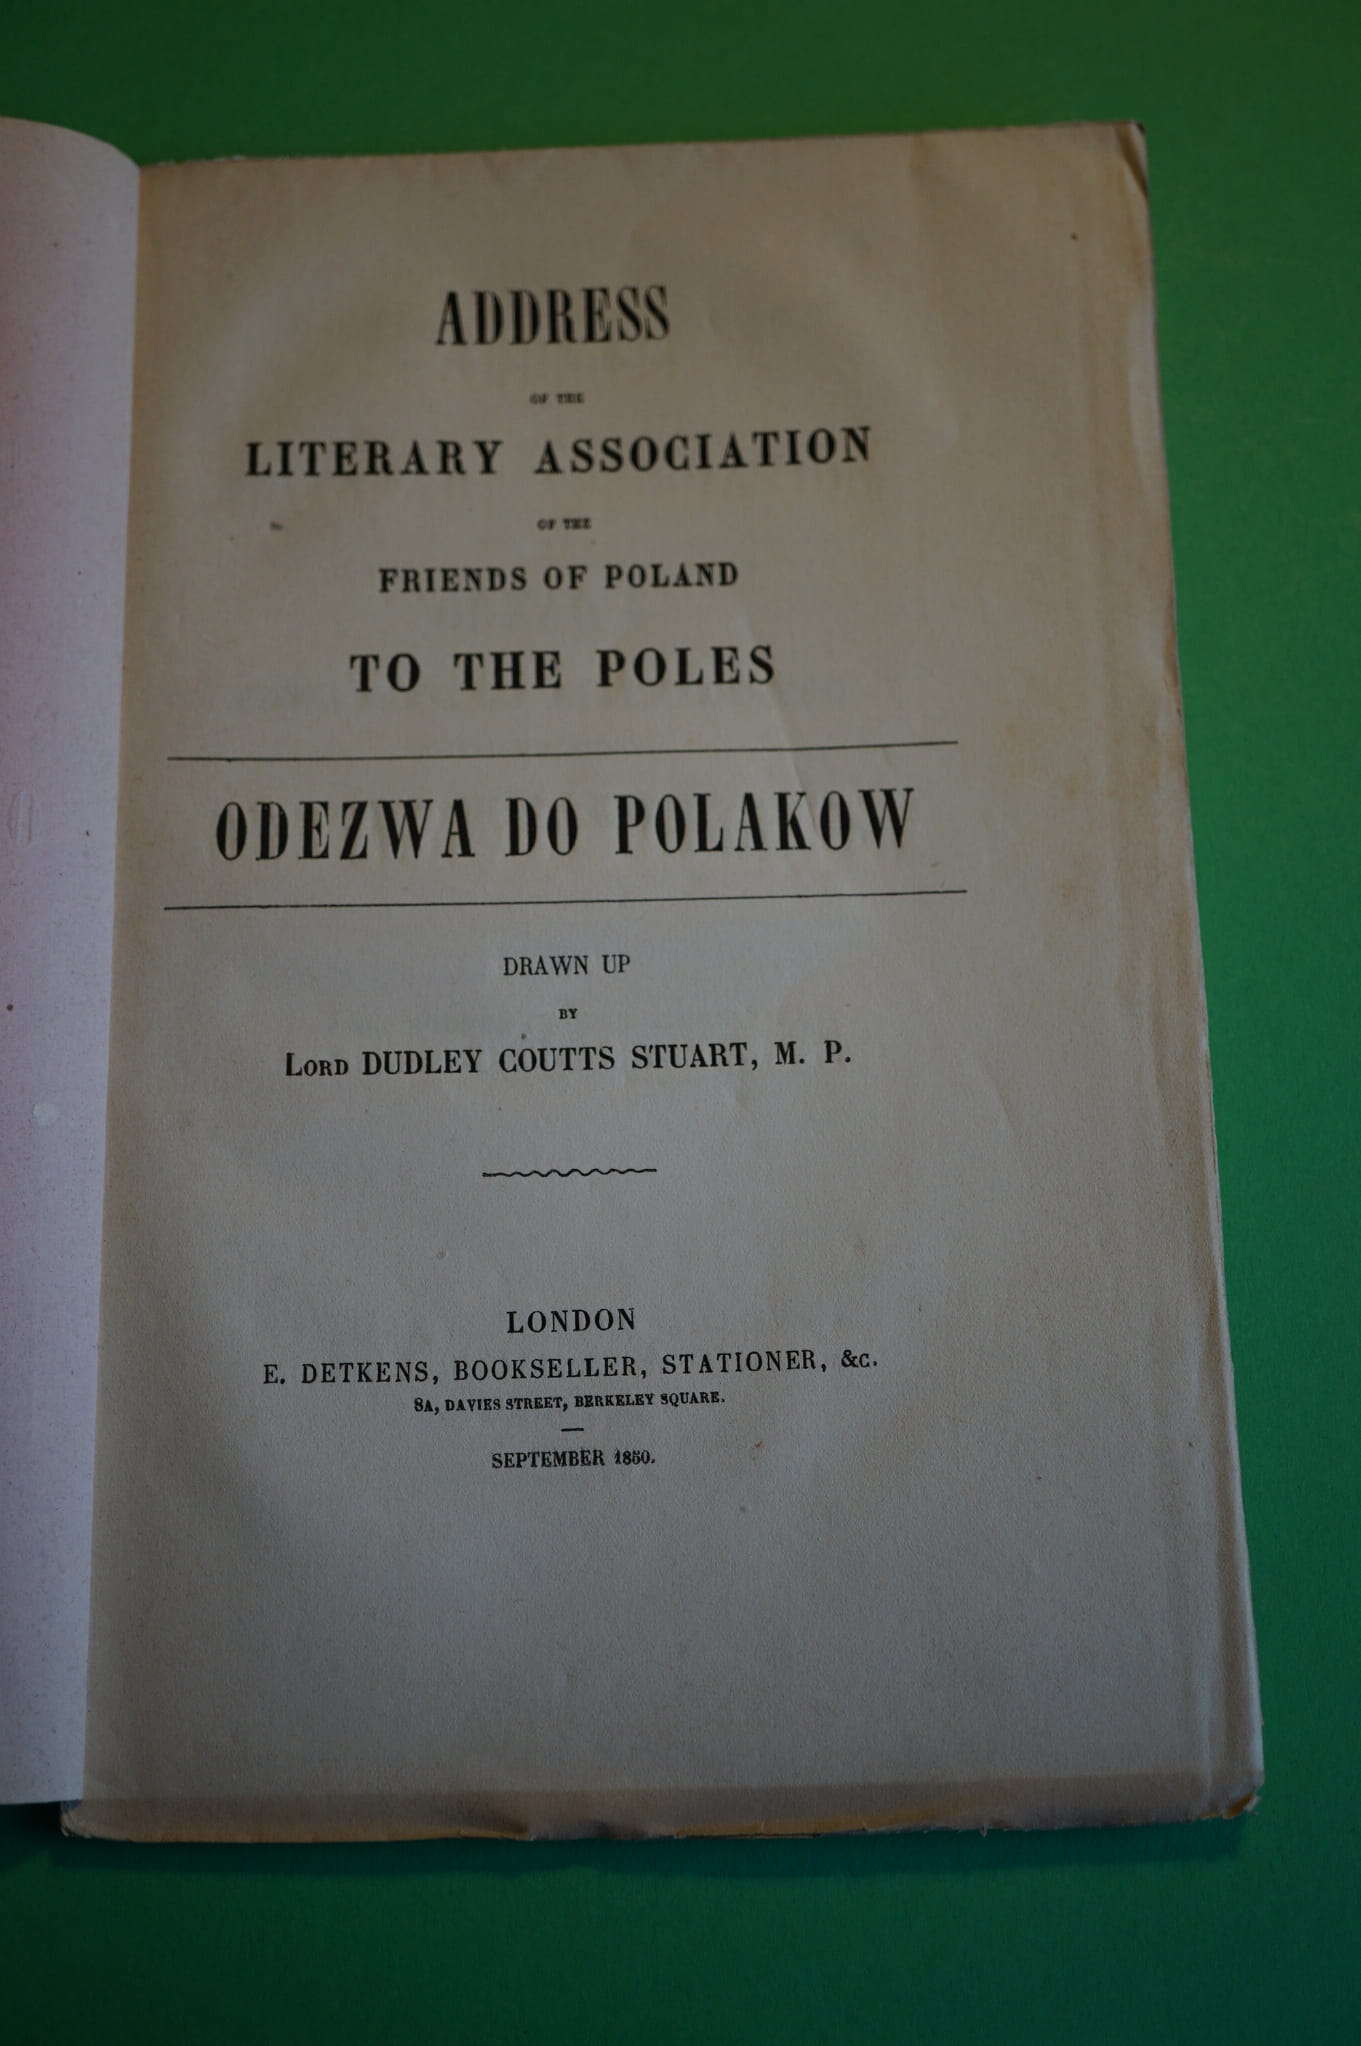 ADDRESS
OF THE
LITERARY ASSOCIATION
OF THE
FRIENDS OF POLAND
TO THE POLES
ODEZWA DO POLAKOW
DRAWN UP
BY
LORD DUDLEY COUTTS STUART, M. P.
LONDON
E. DETKENS, BOOKSELLER, STATIONER, &c.
8A, DAVIES STREET, BERKELEY SQUARE.
SEPTEMBER 1850.